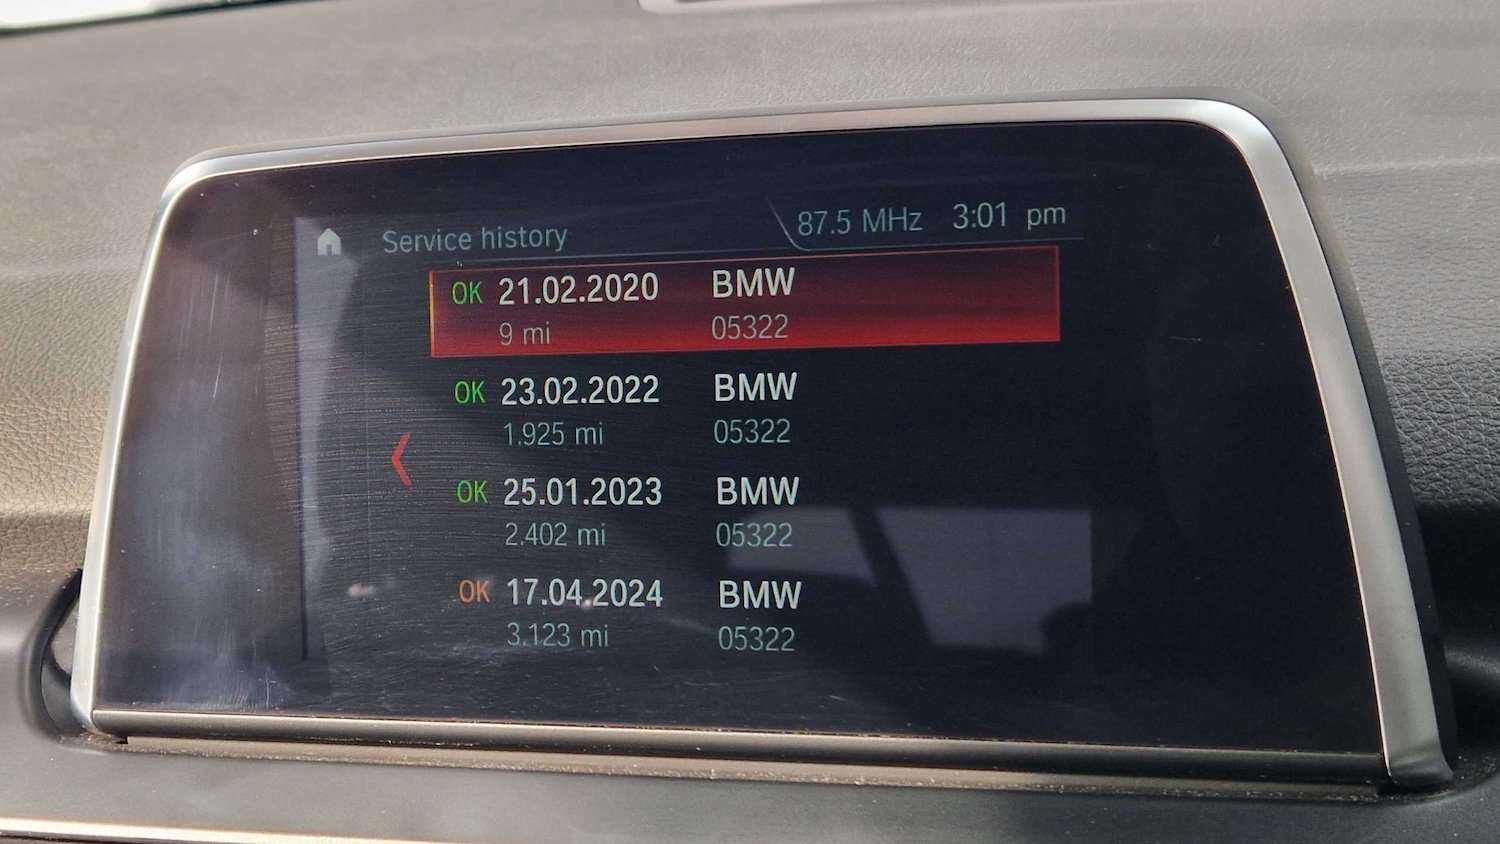 Service history
87.5 MHz 3:01 pm
OK 21.02.2020 BMW
9 mi 05322
OK 23.02.2022 BMW
1.925 mi 05322
OK 25.01.2023 BMW
2.402 mi 05322
OK 17.04.2024 BMW
3.123 mi 05322